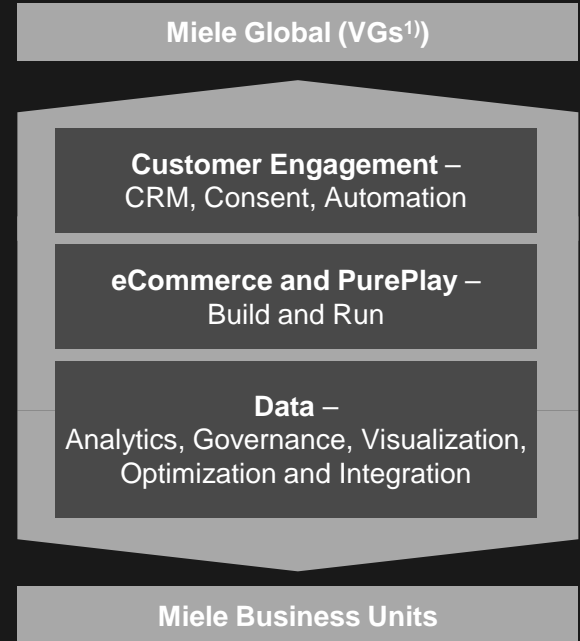 Miele Global (VGs¹⁾)
Customer Engagement –
CRM, Consent, Automation
eCommerce and PurePlay –
Build and Run
Data –
Analytics, Governance, Visualization,
Optimization and Integration
Miele Business Units